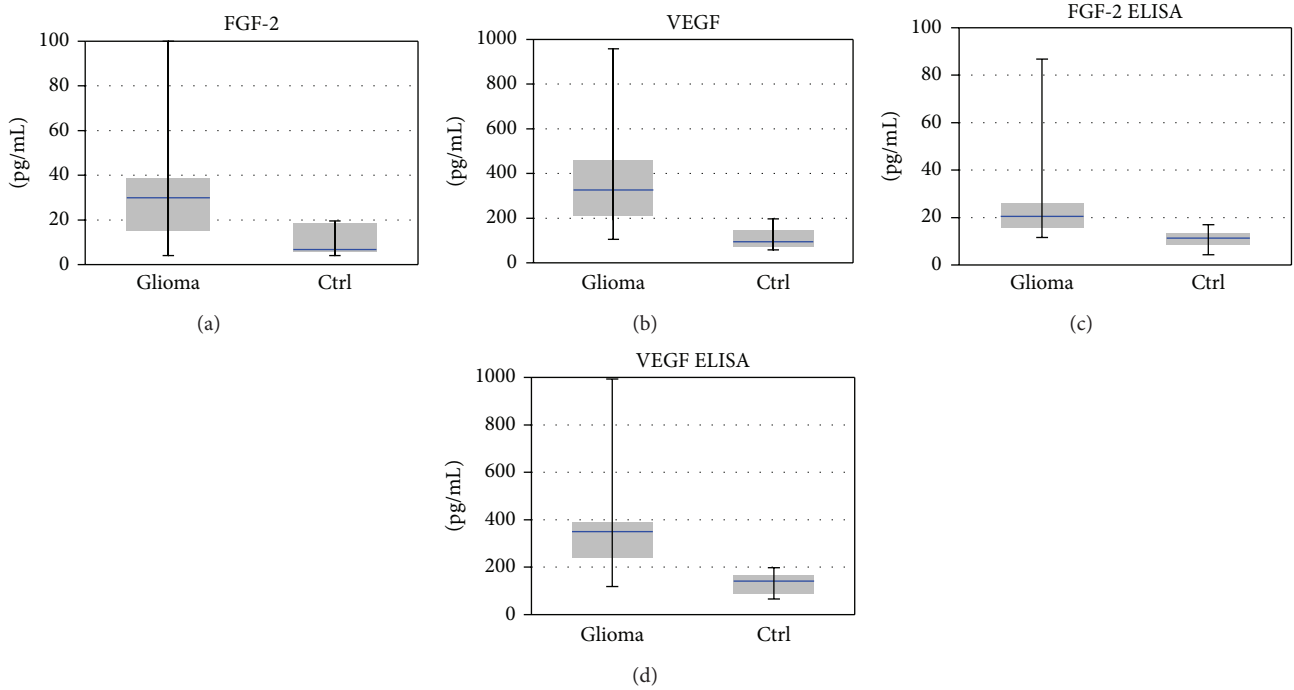 FGF-2
100
80
60
40
20
0
(pg/mL)
Glioma Ctrl
(a)
VEGF
1000
800
600
400
200
0
(pg/mL)
Glioma Ctrl
(b)
FGF-2 ELISA
100
80
60
40
20
0
(pg/mL)
Glioma Ctrl
(c)
VEGF ELISA
1000
800
600
400
200
0
(pg/mL)
Glioma Ctrl
(d)